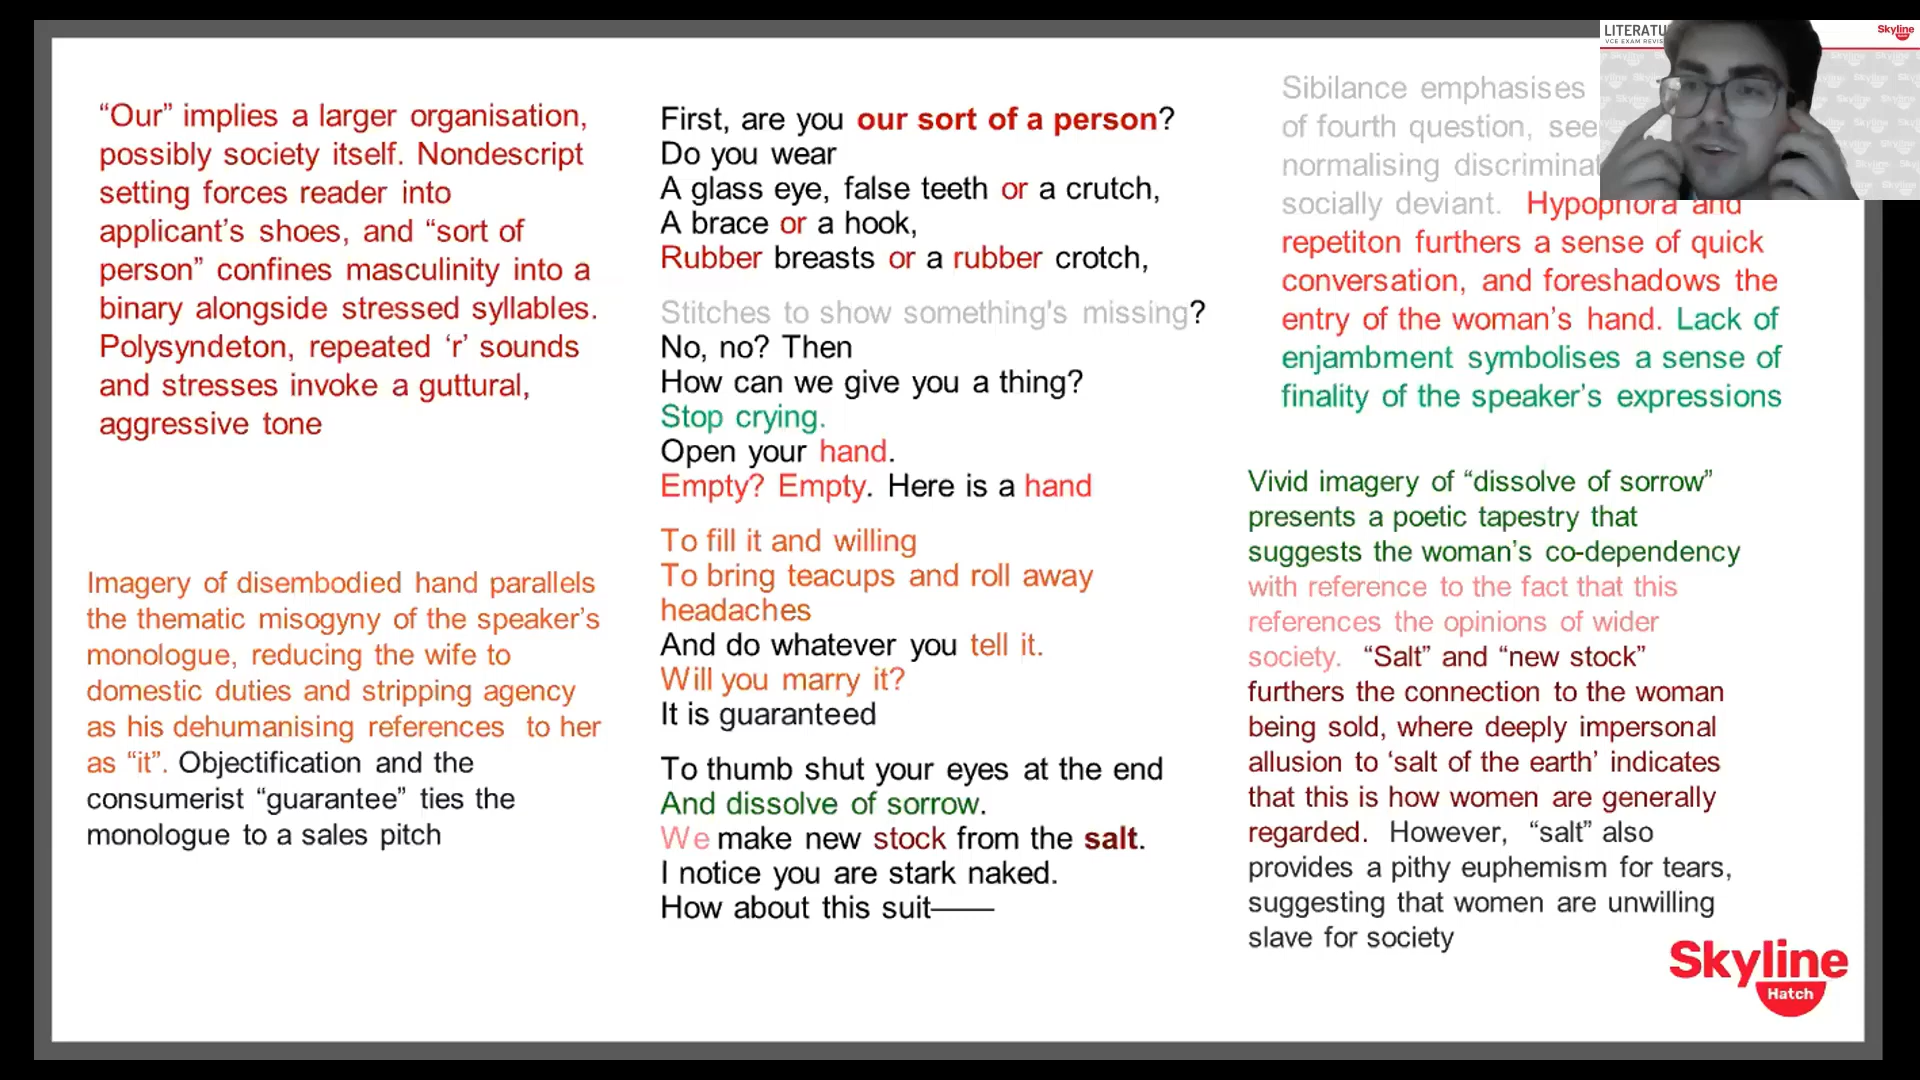 “Our” implies a larger organisation,
possibly society itself. Nondescript
setting forces reader into
applicant’s shoes, and “sort of
person” confines masculinity into a
binary alongside stressed syllables.
Polysyndeton, repeated ‘r’ sounds
and stresses invoke a guttural,
aggressive tone
Imagery of disembodied hand parallels
the thematic misogyny of the speaker’s
monologue, reducing the wife to
domestic duties and stripping agency
as his dehumanising references to her
as “it”. Objectification and the
consumerist “guarantee” ties the
monologue to a sales pitch
First, are you our sort of a person?
Do you wear
A glass eye, false teeth or a crutch,
A brace or a hook,
Rubber breasts or a rubber crotch,
Stitches to show something's missing?
No, no? Then
How can we give you a thing?
Stop crying.
Open your hand.
Empty? Empty. Here is a hand
To fill it and willing
To bring teacups and roll away
headaches
And do whatever you tell it.
Will you marry it?
It is guaranteed
To thumb shut your eyes at the end
And dissolve of sorrow.
We make new stock from the salt.
I notice you are stark naked.
How about this suit——
Sibilance emphasises
of fourth question,
normalising
socially deviant. Hypophora and
repetiton furthers a sense of quick
conversation, and foreshadows the
entry of the woman’s hand. Lack of
enjambment symbolises a sense of
finality of the speaker’s expressions
Vivid imagery of “dissolve of sorrow”
presents a poetic tapestry that
suggests the woman’s co-dependency
with reference to the fact that this
references the opinions of wider
society. “Salt” and “new stock”
furthers the connection to the woman
being sold, where deeply impersonal
allusion to ‘salt of the earth’ indicates
that this is how women are generally
regarded. However, “salt” also
provides a pithy euphemism for tears,
suggesting that women are unwilling
slave for society
Skyline
Hatch
Skyline